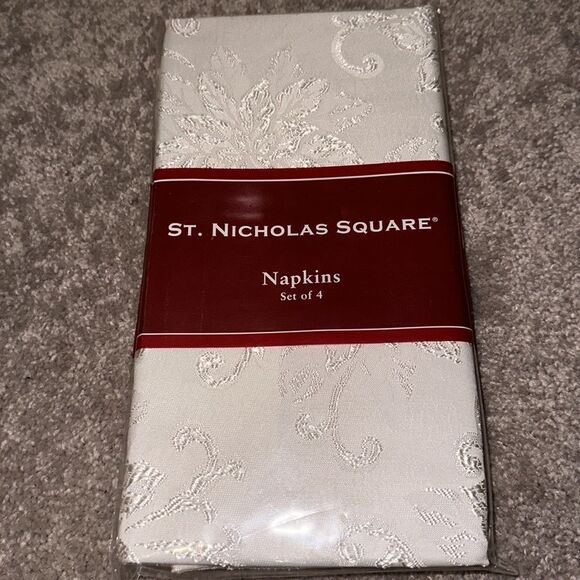 ST. NICHOLAS SQUARE®
Napkins
Set of 4